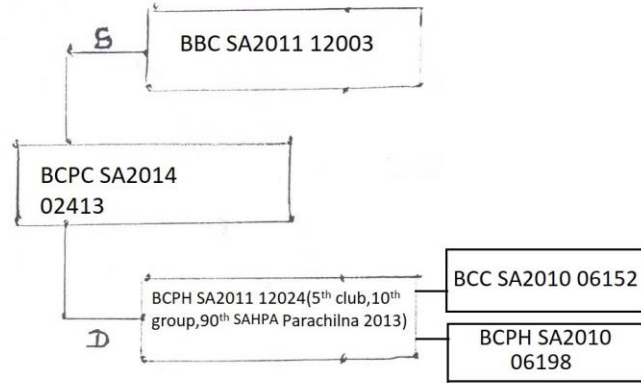 S
BBC SA2011 12003
BCPC SA2014
02413
BCC SA2010 06152
BCPH SA2011 12024(5th club,10th
group,90th SAHPA Parachilna 2013)
D
BCPH SA2010
06198